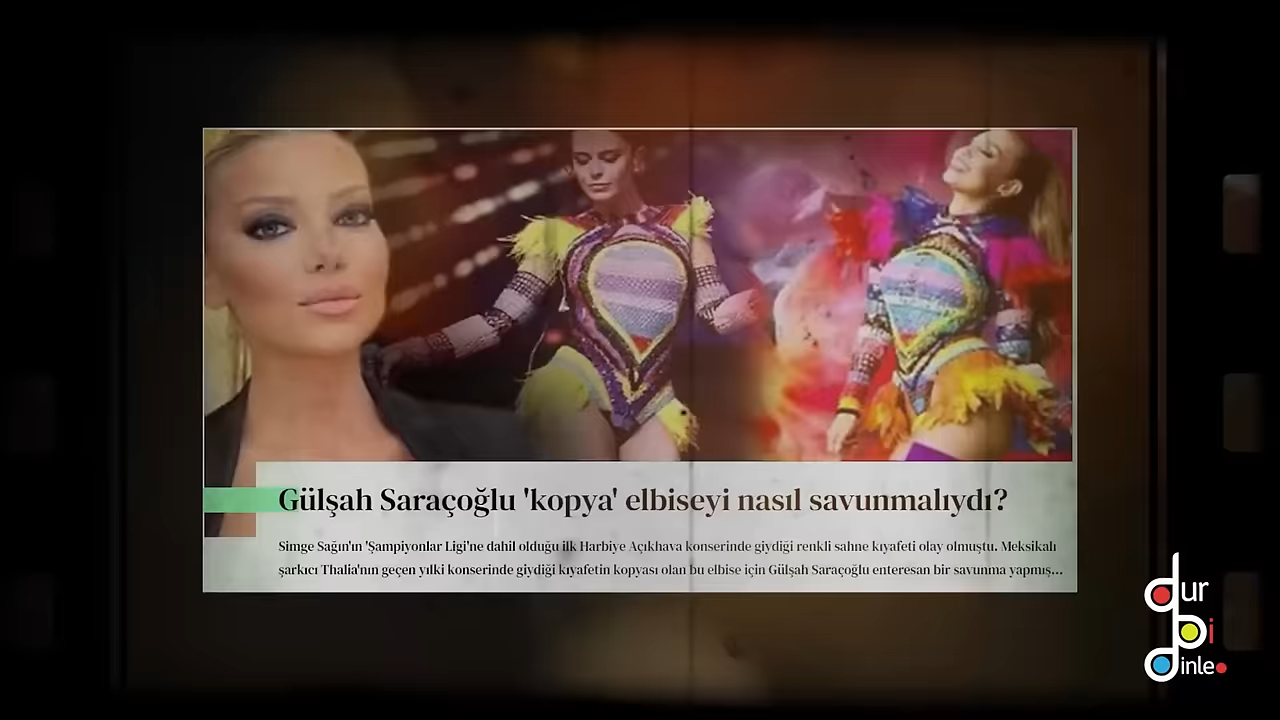 Gülşah Saraçoğlu 'kopya' elbiseyi nasıl savunmalıydı?
Simge Sağın'ın 'Şampiyonlar Ligi'ne dahil olduğu ilk Harbiye Açıkhava konserinde giydiği renkli sahne kıyafeti olay olmuştu. Meksikalı
şarkıcı Thalia'nın geçen yılki konserinde giydiği kıyafetin kopyası olan bu elbise için Gülşah Saraçoğlu enteresan bir savunma yapmış...
dur
bi
dinle